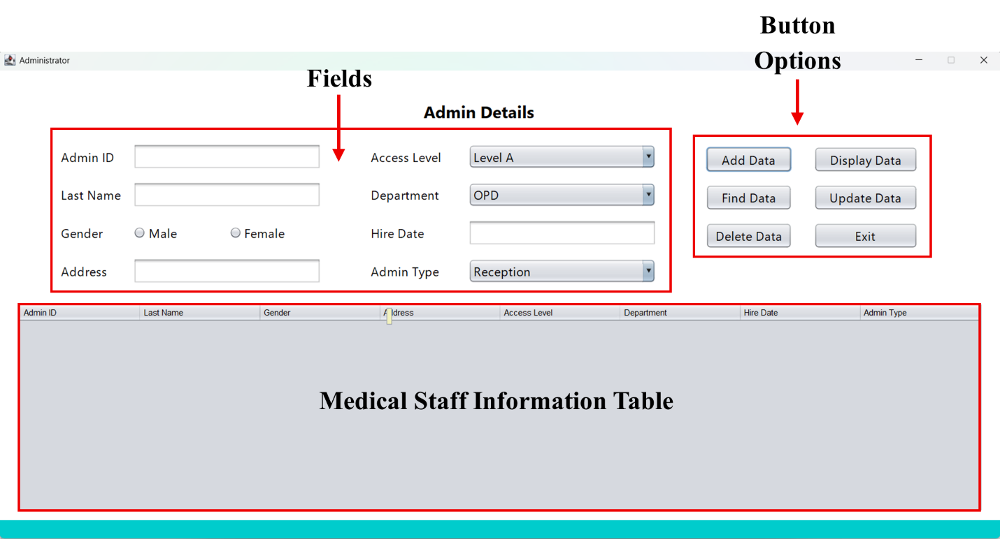 Button
Options
Administrator
Fields
Admin Details
Admin ID
Access Level
Level A
Add Data
Display Data
Last Name
Department
OPD
Find Data
Update Data
Gender
Male
Female
Hire Date
Delete Data
Exit
Address
Admin Type
Reception
Admin ID Last Name Gender Address Access Level Department Hire Date Admin Type
Medical Staff Information Table